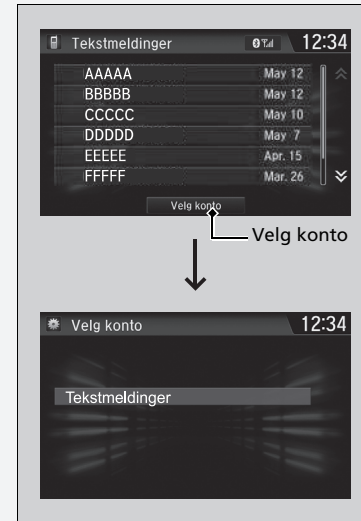 Tekstmeldinger 12:34
AAAAA May 12
BBBBB May 12
CCCCC May 10
DDDDD May 7
EEEEE Apr. 15
FFFFF Mar. 26
Velg konto
Velg konto
Velg konto 12:34
Tekstmeldinger